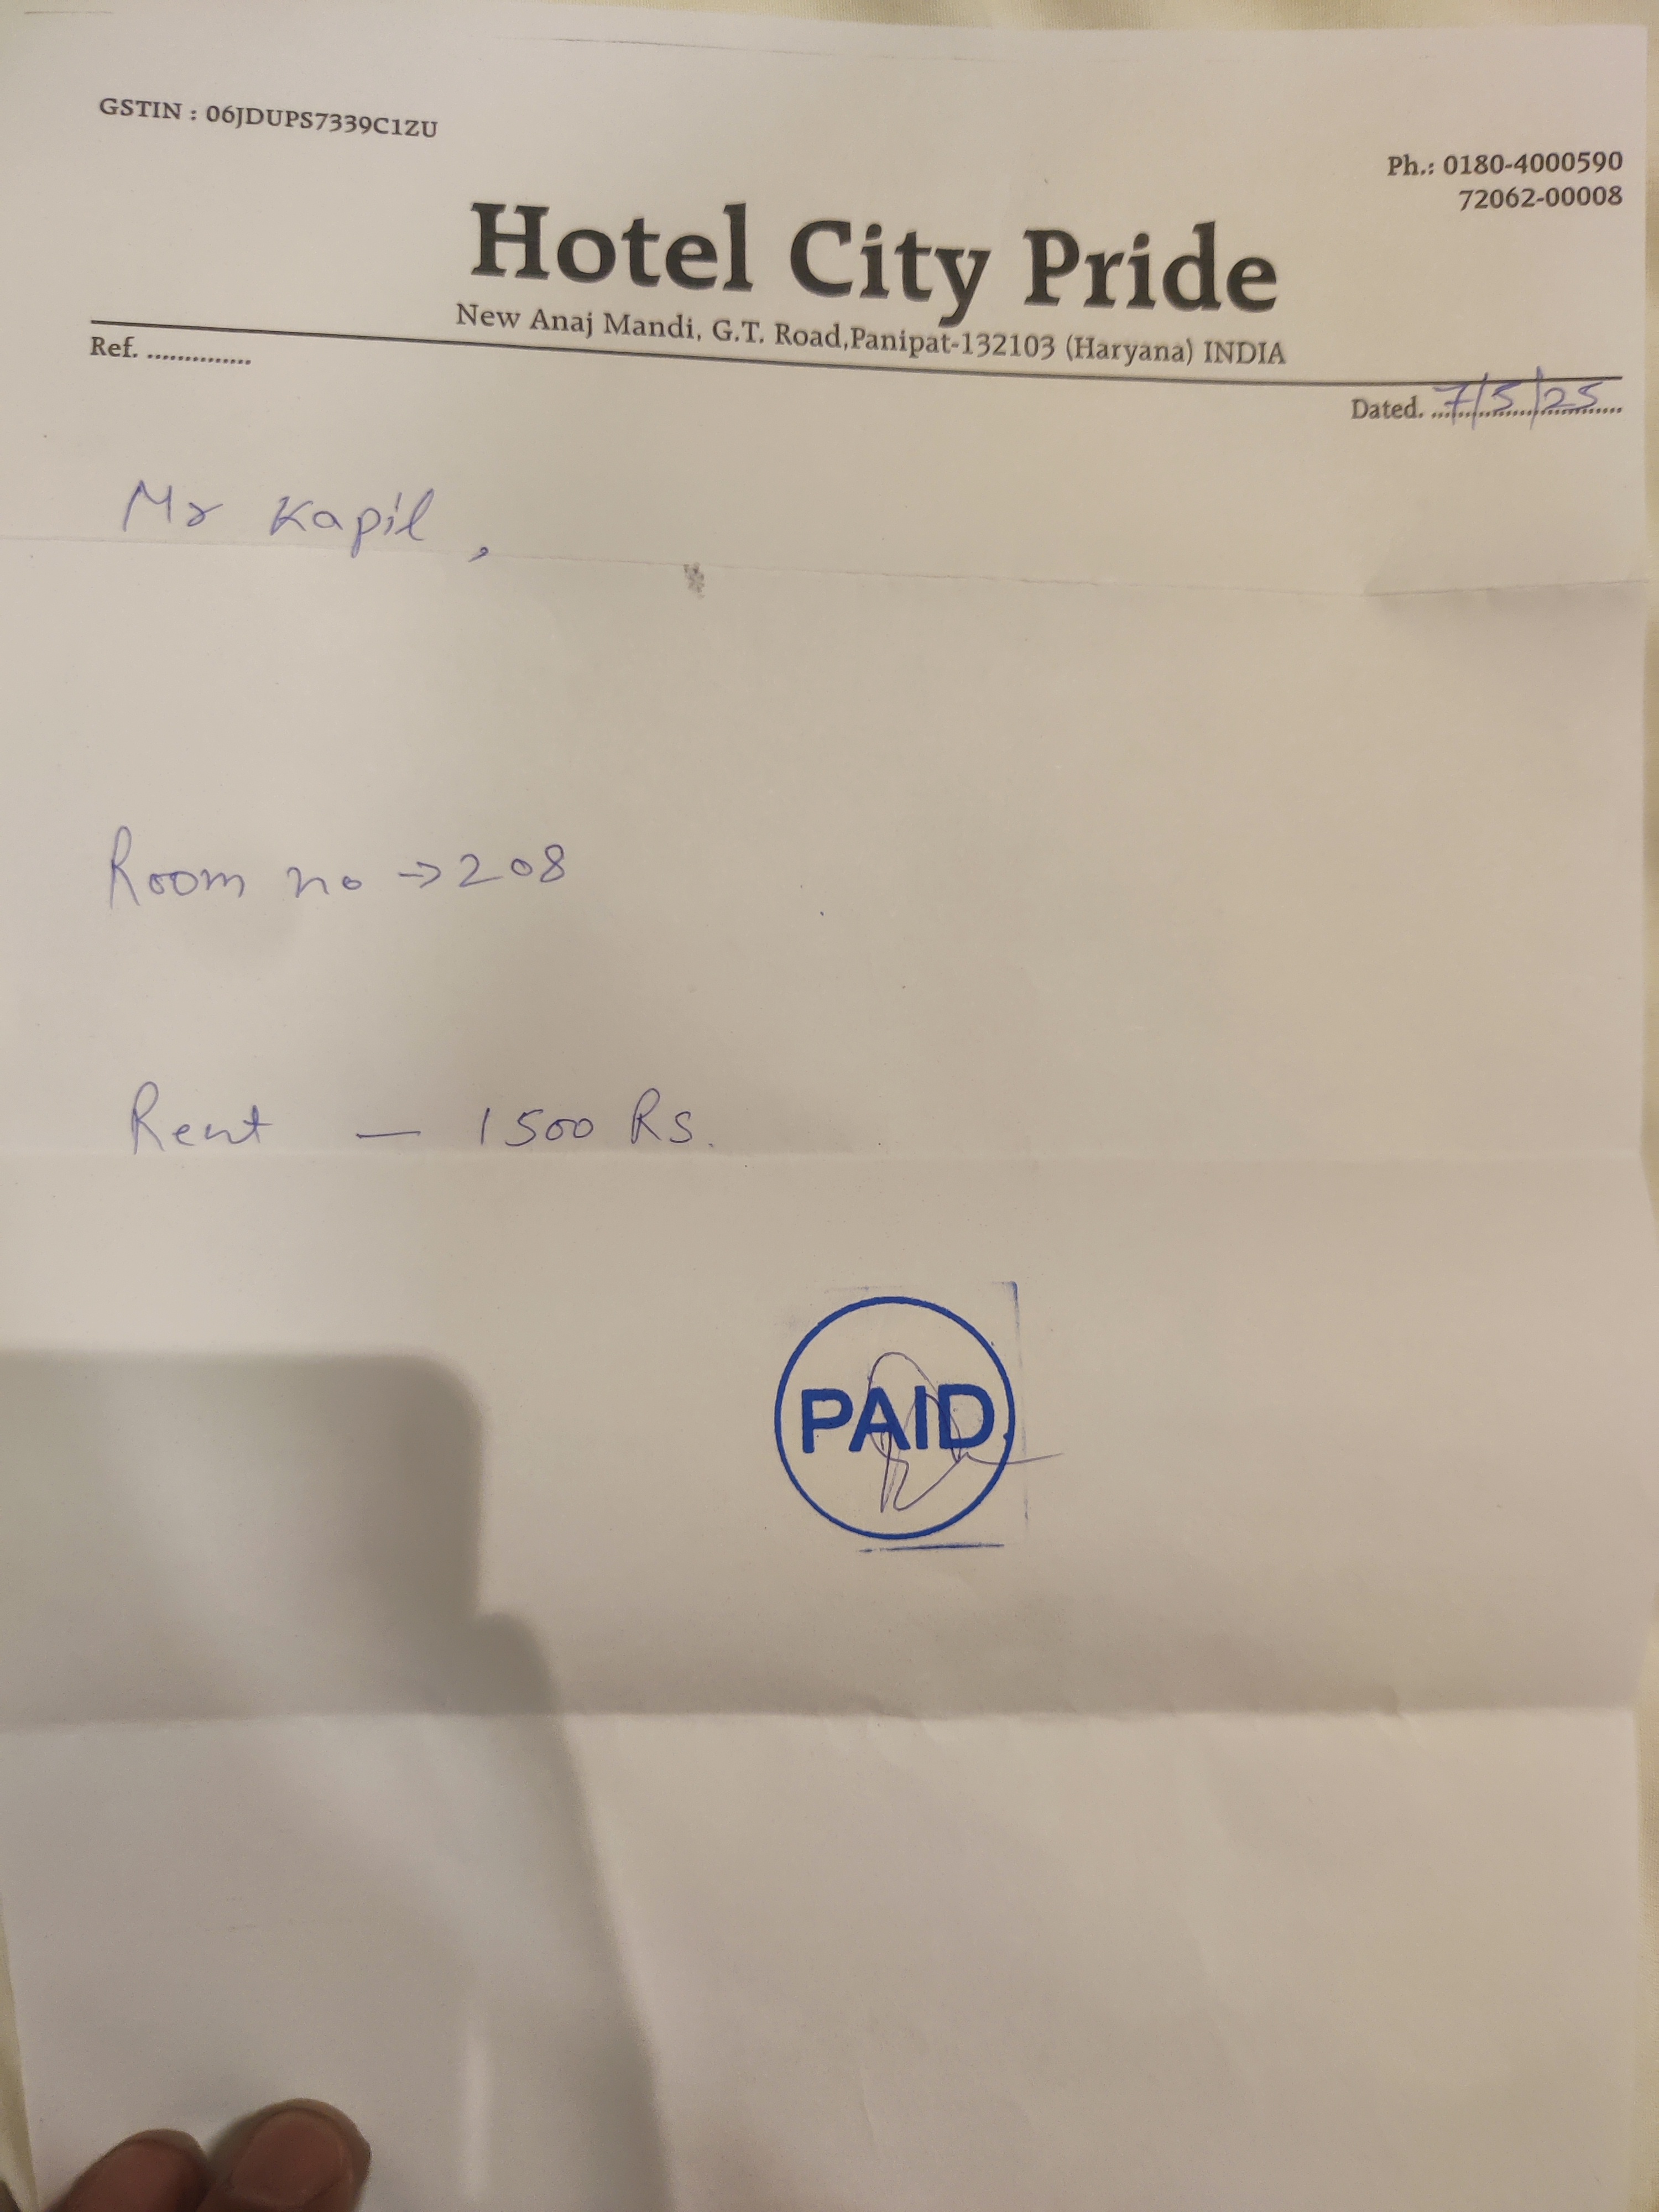 GSTIN : 06JDUPS7339C1ZU
Ph.: 0180-4000590
72062-00008
Hotel City Pride
New Anaj Mandi, G.T. Road,Panipat-132103 (Haryana) INDIA
Ref. ..............
Dated. 7/5/25
Mr Kapil,
Room no → 208
Rent — 1500 Rs.
PAID